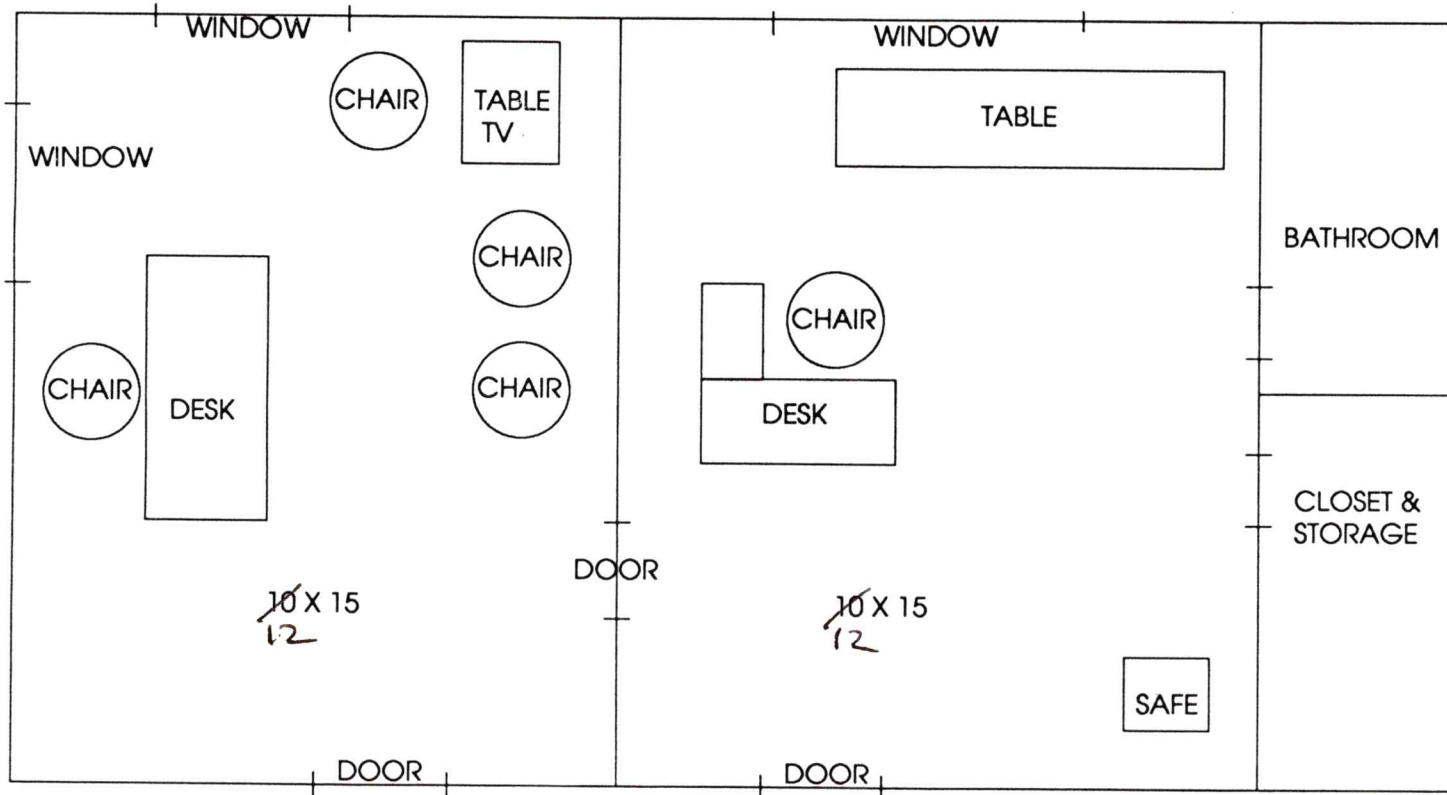 WINDOW
WINDOW
CHAIR
TABLE
TV
TABLE
WINDOW
BATHROOM
CHAIR
CHAIR
CHAIR
CHAIR
DESK
DESK
CLOSET &
STORAGE
DOOR
10 X 15
12
10 X 15
12
SAFE
DOOR
DOOR